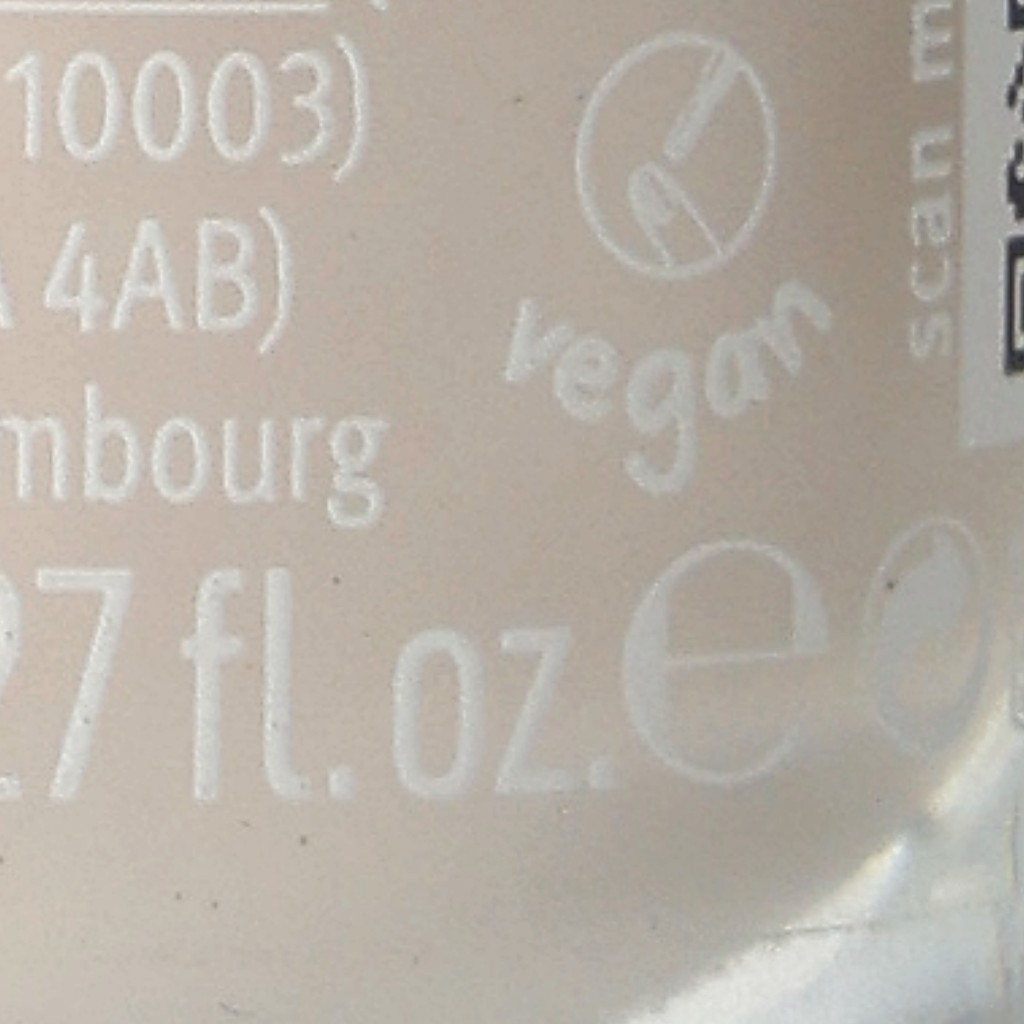 10003)
4AB)
mbourg
27 fl. oz. e
vegan
scan m